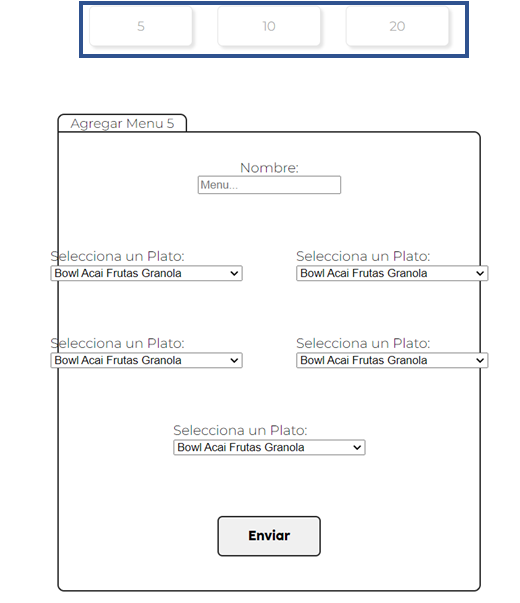 5 10 20
Agregar Menu 5
Nombre:
Menu...
Selecciona un Plato: Selecciona un Plato:
Bowl Acai Frutas Granola Bowl Acai Frutas Granola
Selecciona un Plato: Selecciona un Plato:
Bowl Acai Frutas Granola Bowl Acai Frutas Granola
Selecciona un Plato:
Bowl Acai Frutas Granola
Enviar